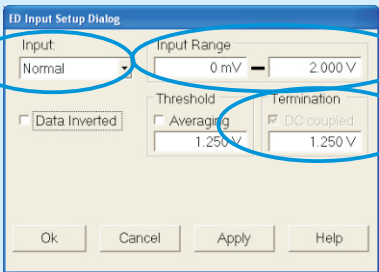 ED Input Setup Dialog
Input:
Input Range
Normal
0 mV
2.000 V
Threshold
Termination
Data Inverted
Averaging
DC coupled
1.250 V
1.250 V
Ok
Cancel
Apply
Help